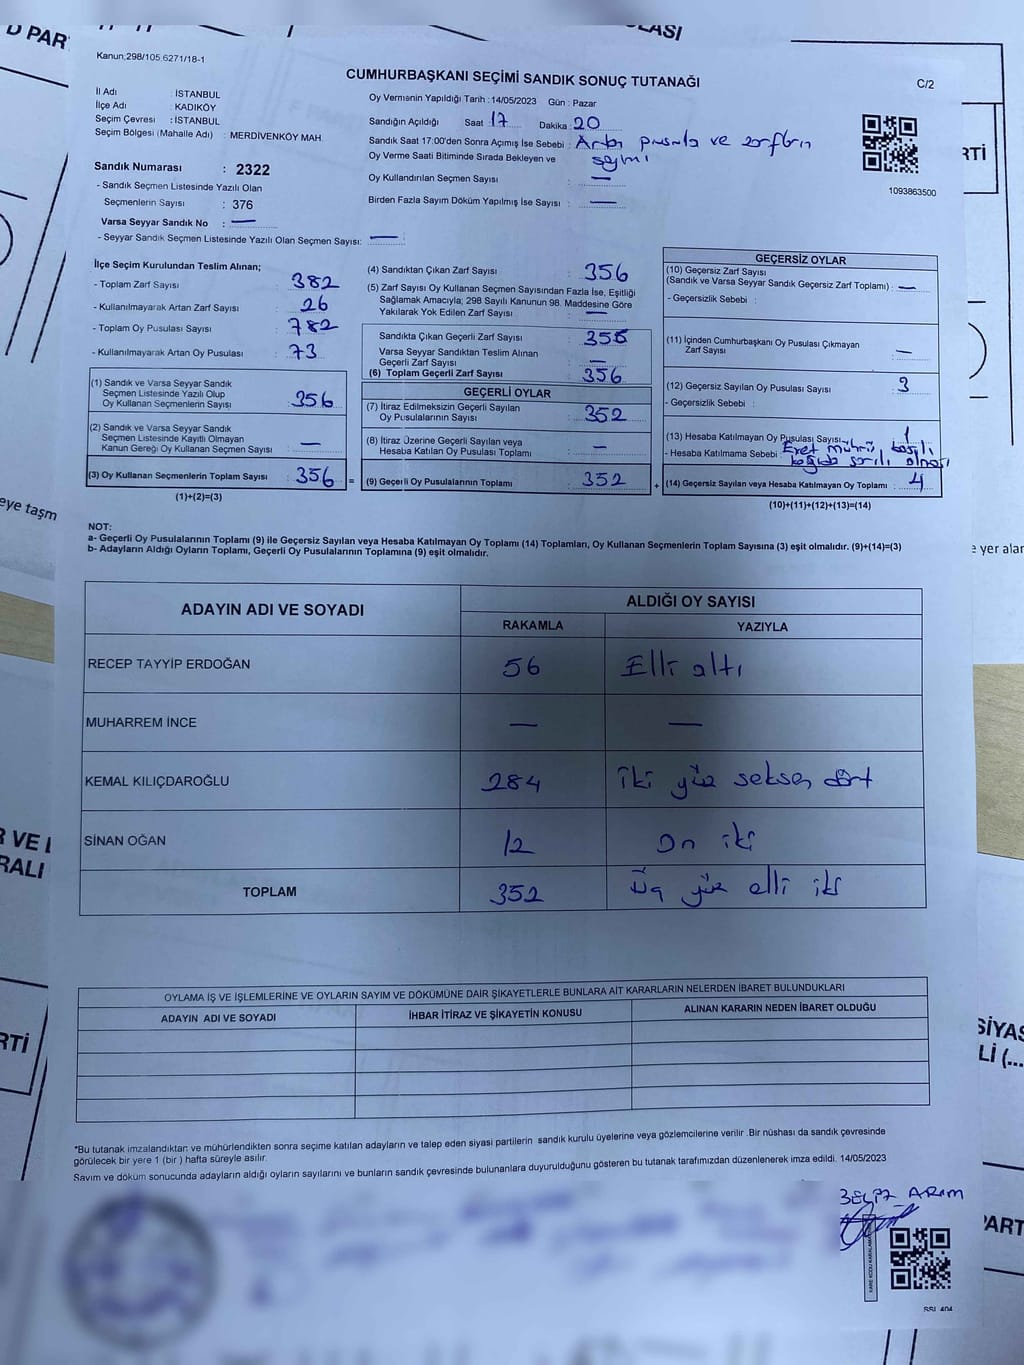 D PAR
ULASI
Kanun:298/105,6271/18-1
CUMHURBAŞKANI SEÇİMİ SANDIK SONUÇ TUTANAĞI
C/2
İl Adı : İSTANBUL
İlçe Adı : KADIKÖY
Seçim Çevresi : İSTANBUL
Seçim Bölgesi (Mahalle Adı) : MERDİVENKÖY MAH.
Sandık Numarası : 2322
- Sandık Seçmen Listesinde Yazılı Olan
Seçmenlerin Sayısı : 376
Varsa Seyyar Sandık No : —
- Seyyar Sandık Seçmen Listesinde Yazılı Olan Seçmen Sayısı: —
Oy Vermenin Yapıldığı Tarih : 14/05/2023 Gün : Pazar
Sandığın Açıldığı Saat 17 Dakika : 20
Sandık Saat 17:00'den Sonra Açımış İse Sebebi : Artan pusula ve zarfların
Oy Verme Saati Bitiminde Sırada Bekleyen ve sayımı
Oy Kullandırılan Seçmen Sayısı : —
Birden Fazla Sayım Döküm Yapılmış İse Sayısı : —
1093863500
RTİ
İlçe Seçim Kurulundan Teslim Alınan;
- Toplam Zarf Sayısı : 382
- Kullanılmayarak Artan Zarf Sayısı : 26
- Toplam Oy Pusulası Sayısı : 782
- Kullanılmayarak Artan Oy Pusulası : 73
(1) Sandık ve Varsa Seyyar Sandık
Seçmen Listesinde Yazılı Olup
Oy Kullanan Seçmenlerin Sayısı : 356
(2) Sandık ve Varsa Seyyar Sandık
Seçmen Listesinde Kayıtlı Olmayan
Kanun Gereği Oy Kullanan Seçmen Sayısı : —
(3) Oy Kullanan Seçmenlerin Toplam Sayısı : 356 =
(1)+(2)=(3)
(4) Sandıktan Çıkan Zarf Sayısı : 356
(5) Zarf Sayısı Oy Kullanan Seçmen Sayısından Fazla İse, Eşitliği
Sağlamak Amacıyla, 298 Sayılı Kanunun 98. Maddesine Göre
Yakılarak Yok Edilen Zarf Sayısı : —
Sandıkta Çıkan Geçerli Zarf Sayısı : 356
Varsa Seyyar Sandıktan Teslim Alınan
Geçerli Zarf Sayısı : —
(6) Toplam Geçerli Zarf Sayısı : 356
GEÇERLİ OYLAR
(7) İtiraz Edilmeksizin Geçerli Sayılan
Oy Pusulalarının Sayısı : 352
(8) İtiraz Üzerine Geçerli Sayılan veya
Hesaba Katılan Oy Pusulası Toplamı : —
(9) Geçerli Oy Pusulalarının Toplamı : 352 +
GEÇERSİZ OYLAR
(10) Geçersiz Zarf Sayısı
(Sandık ve Varsa Seyyar Sandık Geçersiz Zarf Toplamı) : —
- Geçersizlik Sebebi :
(11) İçinden Cumhurbaşkanı Oy Pusulası Çıkmayan
Zarf Sayısı : —
(12) Geçersiz Sayılan Oy Pusulası Sayısı : 3
- Geçersizlik Sebebi :
(13) Hesaba Katılmayan Oy Pusulası Sayısı : 1
- Hesaba Katılmama Sebebi : Evet mührü, basılı
kağıda sarılı olması
(14) Geçersiz Sayılan veya Hesaba Katılmayan Oy Toplamı : 4
(10)+(11)+(12)+(13)=(14)
NOT:
a- Geçerli Oy Pusulalarının Toplamı (9) ile Geçersiz Sayılan veya Hesaba Katılmayan Oy Toplamı (14) Toplamları, Oy Kullanan Seçmenlerin Toplam Sayısına (3) eşit olmalıdır. (9)+(14)=(3)
b- Adayların Aldığı Oyların Toplamı, Geçerli Oy Pusulalarının Toplamına (9) eşit olmalıdır.
eye taşm
e yer alar
ADAYIN ADI VE SOYADI
ALDIĞI OY SAYISI
RAKAMLA YAZIYLA
RECEP TAYYİP ERDOĞAN 56 Elli altı
MUHARREM İNCE — —
KEMAL KILIÇDAROĞLU 284 iki yüz seksen dört
SİNAN OĞAN 12 On iki
TOPLAM 352 Üç yüz elli iki
R VE
RALI
OYLAMA İŞ VE İŞLEMLERİNE VE OYLARIN SAYIM VE DÖKÜMÜNE DAİR ŞİKAYETLERLE BUNLARA AİT KARARLARIN NELERDEN İBARET BULUNDUKLARI
ADAYIN ADI VE SOYADI İHBAR İTİRAZ VE ŞİKAYETİN KONUSU ALINAN KARARIN NEDEN İBARET OLDUĞU
RTİ
SİYAS
Lİ (...
*Bu tutanak imzalandıktan ve mühürlendikten sonra seçime katılan adayların ve talep eden siyasi partilerin sandık kurulu üyelerine veya gözlemcilerine verilir .Bir nüshası da sandık çevresinde
görülecek bir yere 1 (bir ) hafta süreyle asılır.
Sayım ve döküm sonucunda adayların aldığı oyların sayılarını ve bunların sandık çevresinde bulunanlara duyurulduğunu gösteren bu tutanak tarafımızdan düzenlenerek imza edildi. 14/05/2023
PART